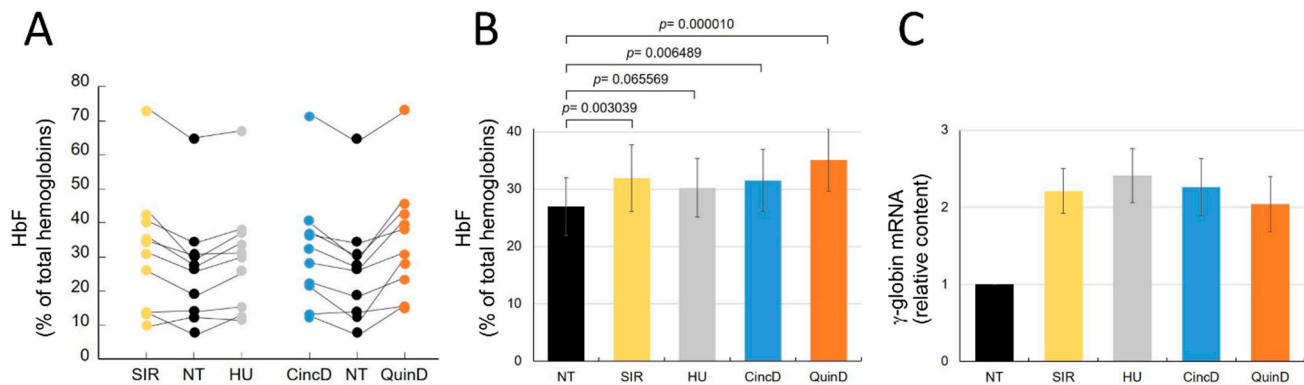 A
HbF
(% of total hemoglobins)
80
70
60
50
40
30
20
10
0
SIR NT HU CincD NT QuinD
B
p= 0.000010
p= 0.006489
p= 0.065569
p= 0.003039
HbF
(% of total hemoglobins)
40
30
20
30
0
NT SIR HU CincD QuinD
C
γ-globin mRNA
(relative content)
3
2
1
0
NT SIR HU CincD QuinD